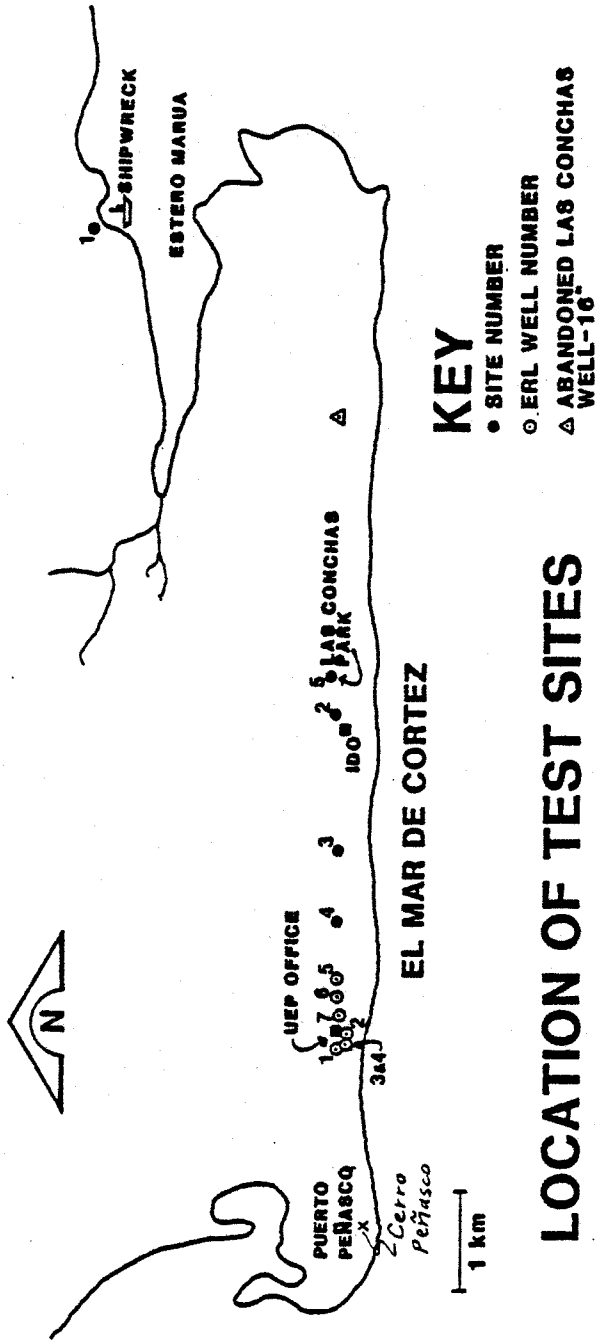 N
1
SHIPWRECK
ESTERO MARUA
UEP OFFICE
1
7
6
5
2
3&4
4
3
2
IDO
5
LAS CONCHAS
PARK
PUERTO
PEÑASCQ
X
Cerro
Peñasco
1 km
EL MAR DE CORTEZ
KEY
SITE NUMBER
ERL WELL NUMBER
ABANDONED LAS CONCHAS
WELL-16"
LOCATION OF TEST SITES